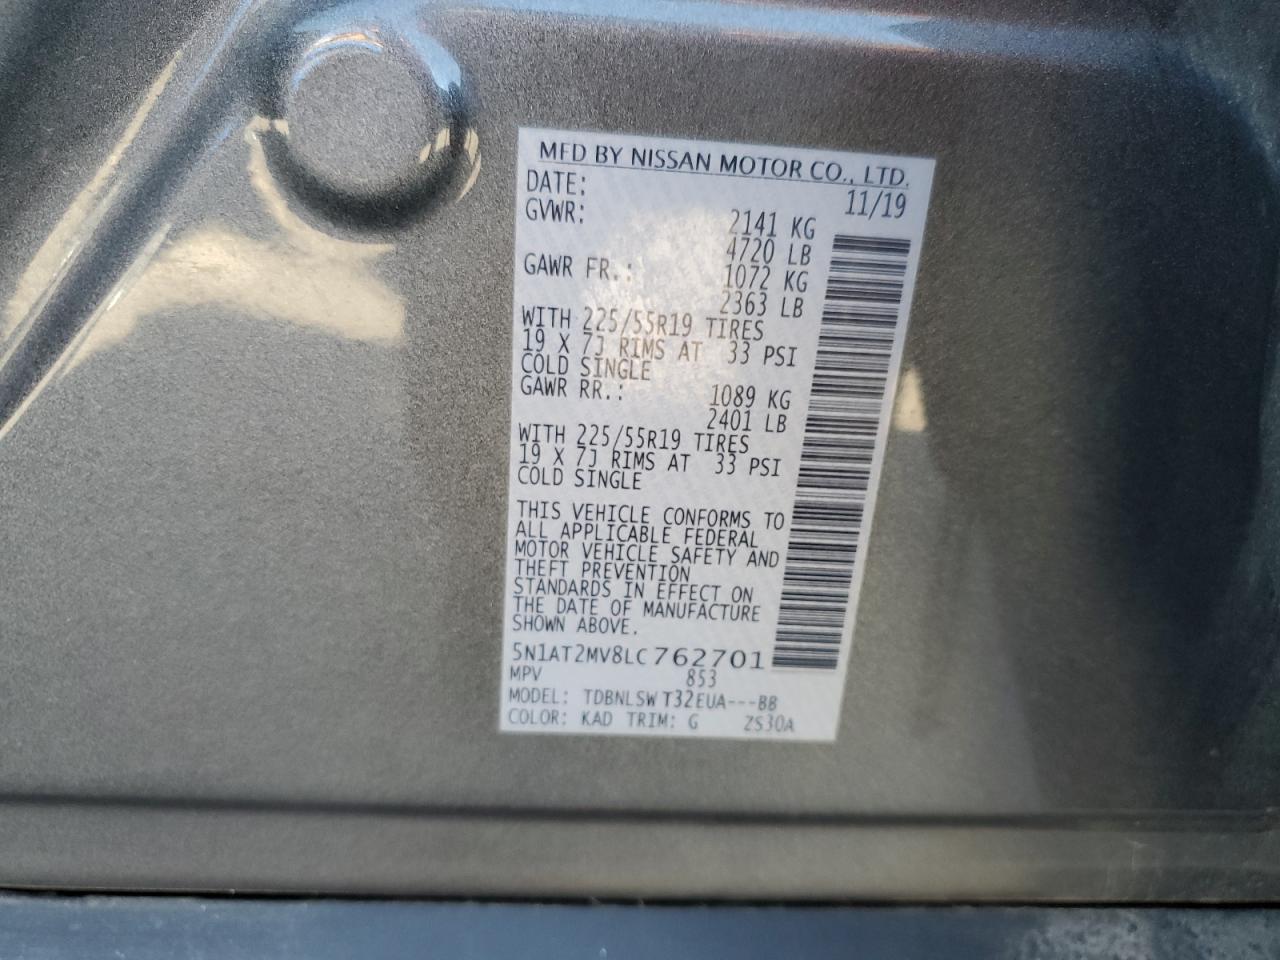 MFD BY NISSAN MOTOR CO., LTD.
DATE: 11/19
GVWR: 2141 KG
4720 LB
GAWR FR.: 1072 KG
2363 LB
WITH 225/55R19 TIRES
19 X 7J RIMS AT 33 PSI
COLD SINGLE
GAWR RR.: 1089 KG
2401 LB
WITH 225/55R19 TIRES
19 X 7J RIMS AT 33 PSI
COLD SINGLE
THIS VEHICLE CONFORMS TO
ALL APPLICABLE FEDERAL
MOTOR VEHICLE SAFETY AND
THEFT PREVENTION
STANDARDS IN EFFECT ON
THE DATE OF MANUFACTURE
SHOWN ABOVE.
5N1AT2MV8LC762701
MPV 853
MODEL: TDBNLSW T32EUA---BB
COLOR: KAD TRIM: G ZS30A